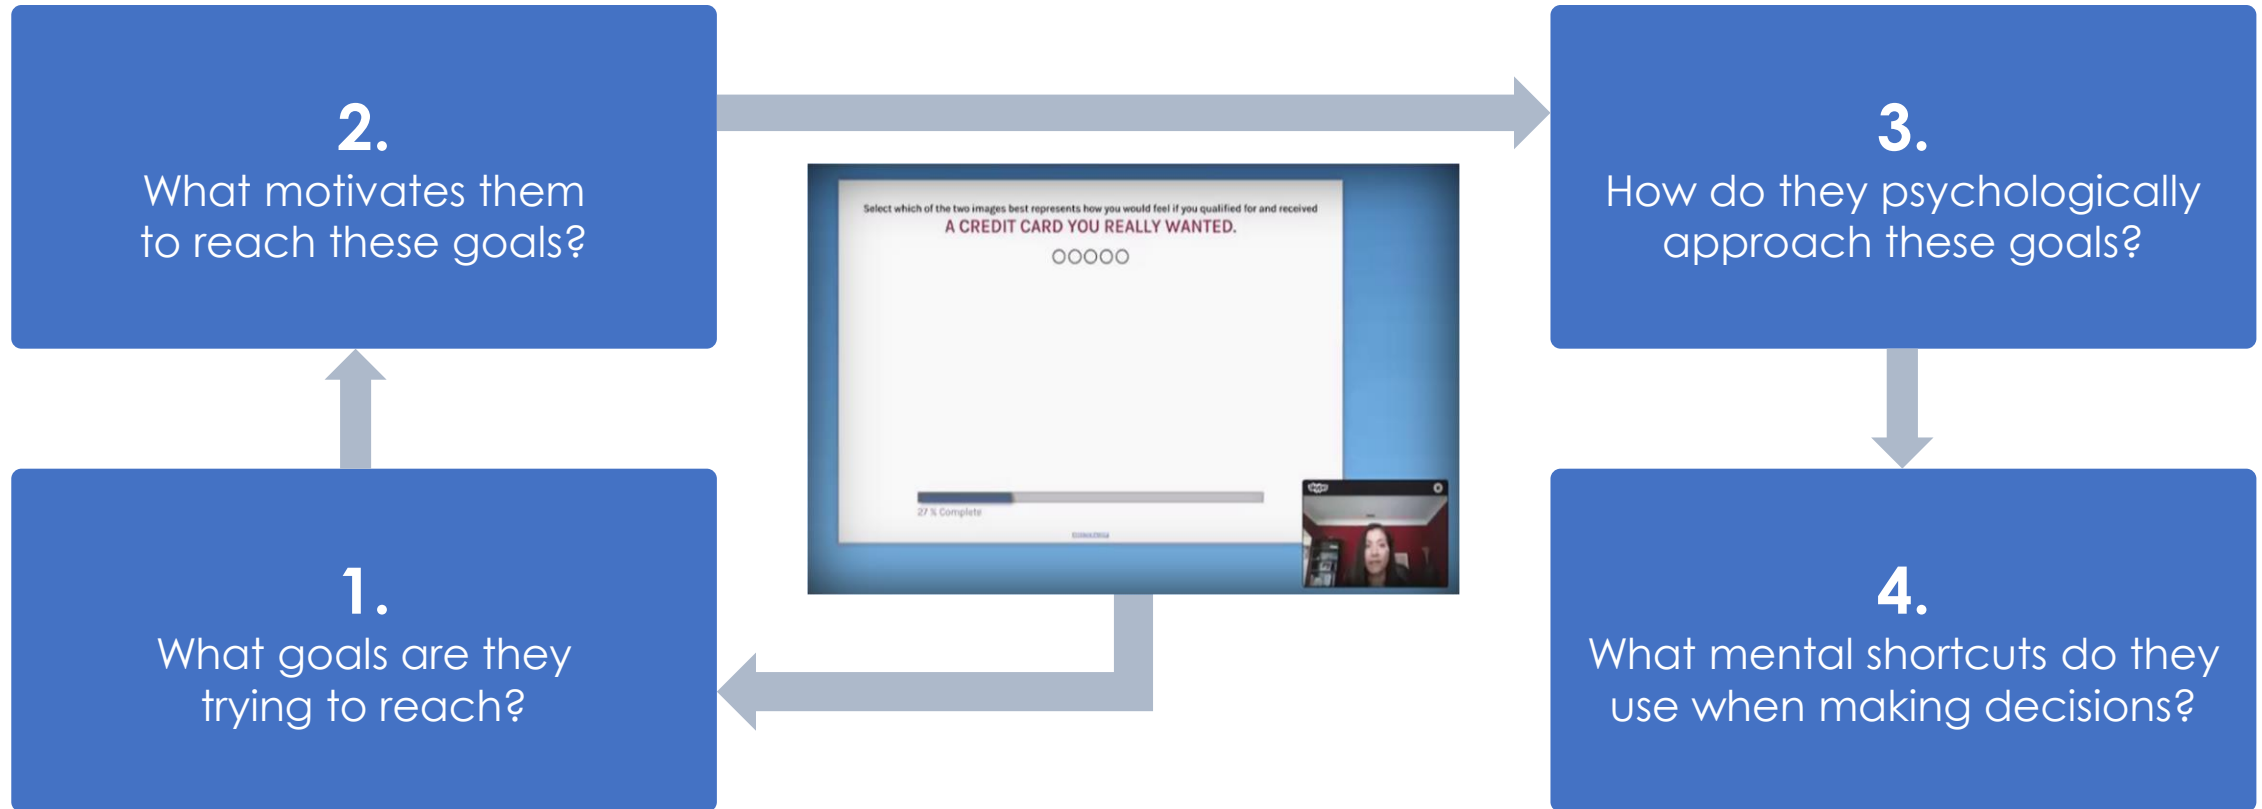 2.
What motivates them
to reach these goals?
3.
How do they psychologically
approach these goals?
Select which of the two images best represents how you would feel if you qualified for and received
A CREDIT CARD YOU REALLY WANTED.
27 % Complete
skype
1.
What goals are they
trying to reach?
4.
What mental shortcuts do they
use when making decisions?